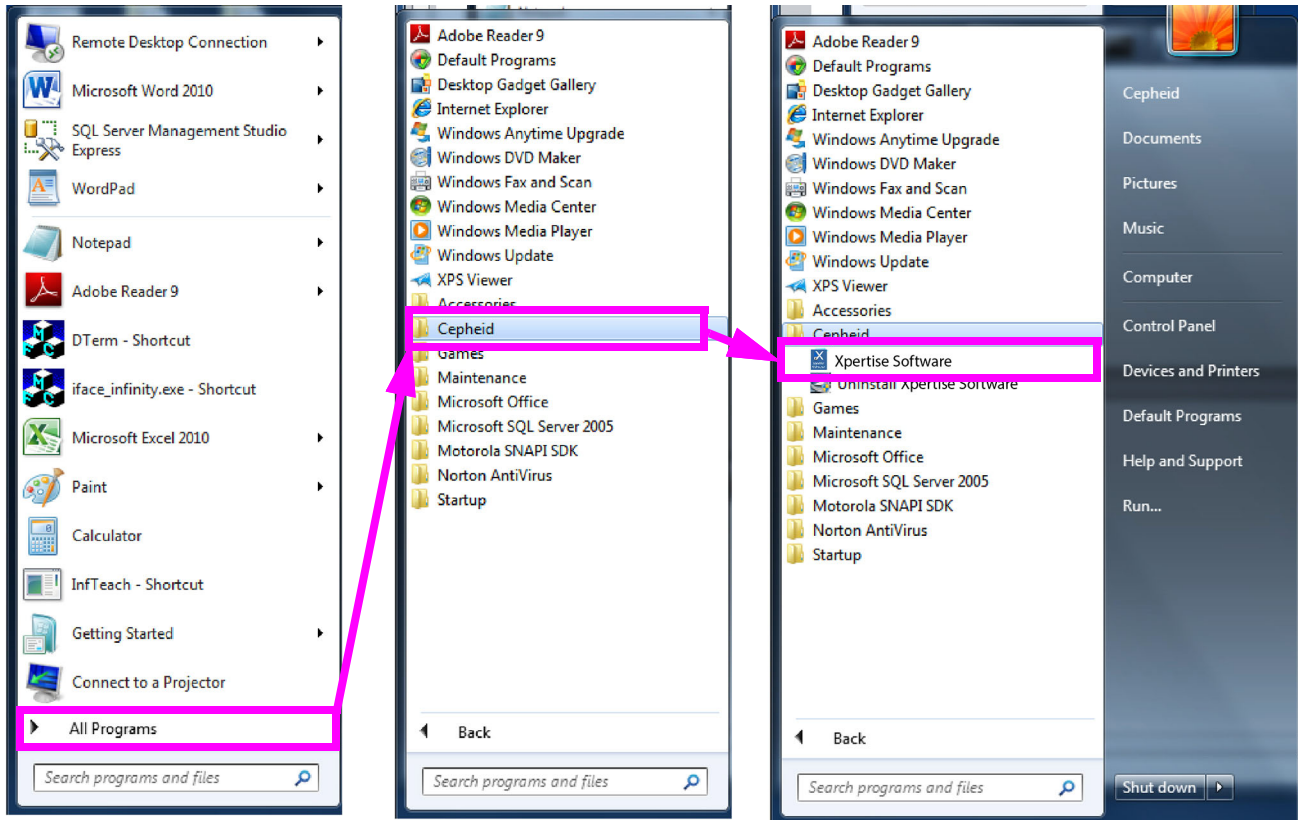 Remote Desktop Connection
Microsoft Word 2010
SQL Server Management Studio
Express
WordPad
Notepad
Adobe Reader 9
DTerm - Shortcut
iface_infinity.exe - Shortcut
Microsoft Excel 2010
Paint
Calculator
InfTeach - Shortcut
Getting Started
Connect to a Projector
All Programs
Search programs and files
Adobe Reader 9
Default Programs
Desktop Gadget Gallery
Internet Explorer
Windows Anytime Upgrade
Windows DVD Maker
Windows Fax and Scan
Windows Media Center
Windows Media Player
Windows Update
XPS Viewer
Accessories
Cepheid
Games
Maintenance
Microsoft Office
Microsoft SQL Server 2005
Motorola SNAPI SDK
Norton AntiVirus
Startup
Back
Search programs and files
Adobe Reader 9
Default Programs
Desktop Gadget Gallery
Internet Explorer
Windows Anytime Upgrade
Windows DVD Maker
Windows Fax and Scan
Windows Media Center
Windows Media Player
Windows Update
XPS Viewer
Accessories
Cepheid
Xpertise Software
Uninstall Xpertise Software
Games
Maintenance
Microsoft Office
Microsoft SQL Server 2005
Motorola SNAPI SDK
Norton AntiVirus
Startup
Back
Search programs and files
Cepheid
Documents
Pictures
Music
Computer
Control Panel
Devices and Printers
Default Programs
Help and Support
Run...
Shut down